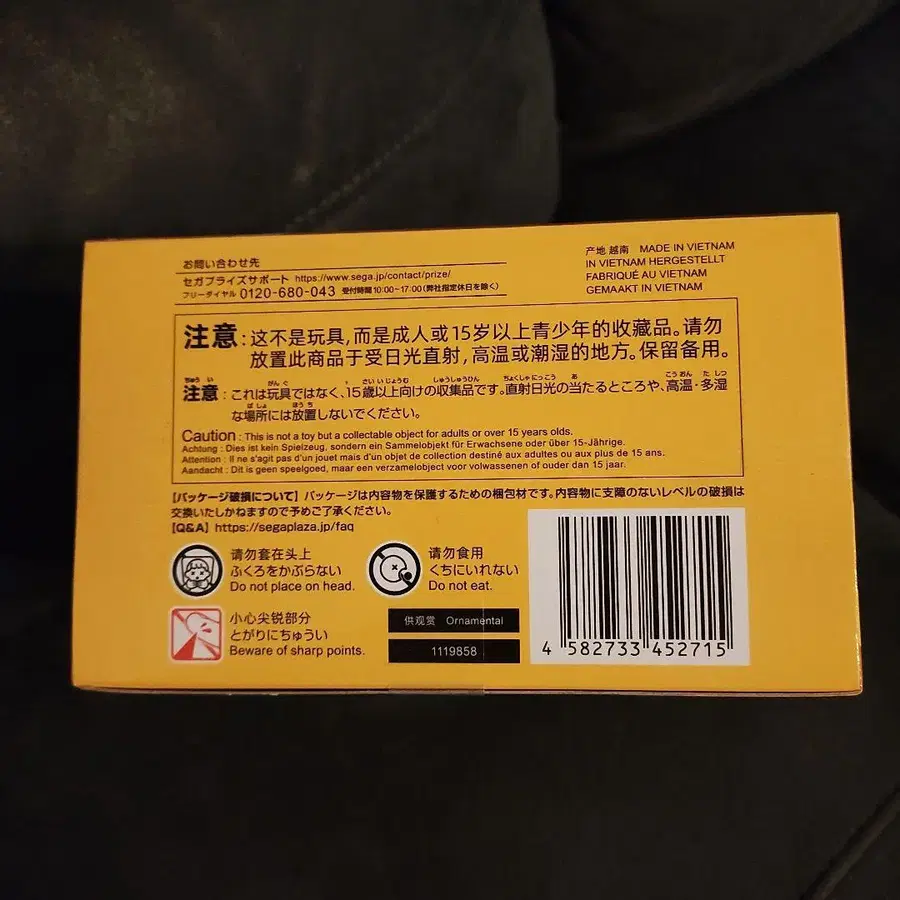 お問い合わせ先
セガプライズサポート https://www.sega.jp/contact/prize/
フリーダイヤル 0120-680-043 受付時間10:00~17:00(弊社指定休日を除く)
产地 越南 MADE IN VIETNAM
IN VIETNAM HERGESTELLT
FABRIQUÉ AU VIETNAM
GEMAAKT IN VIETNAM
注意:这不是玩具,而是成人或15岁以上青少年的收藏品。请勿
放置此商品于受日光直射,高温或潮湿的地方。保留备用。
注意:これは玩具ではなく、15歳以上向けの収集品です。直射日光の当たるところや、高温・多湿
な場所には放置しないでください。
Caution : This is not a toy but a collectable object for adults or over 15 years olds.
Achtung : Dies ist kein Spielzeug, sondern ein Sammelobjekt für Erwachsene oder über 15-Jährige.
Attention : Il ne s'agit pas d'un jouet mais d'un objet de collection destiné aux adultes ou aux plus de 15 ans.
Aandacht : Dit is geen speelgoed, maar een verzamelobject voor volwassenen of ouder dan 15 jaar.
【パッケージ破損について】パッケージは内容物を保護するための梱包材です。内容物に支障のないレベルの破損は
交換いたしかねますので予めご了承ください。
【Q&A】https://segaplaza.jp/faq
请勿套在头上
ふくろをかぶらない
Do not place on head.
请勿食用
くちにいれない
Do not eat.
小心尖锐部分
とがりにちゅうい
Beware of sharp points.
供观赏 Ornamental
1119858
4 582733 452715